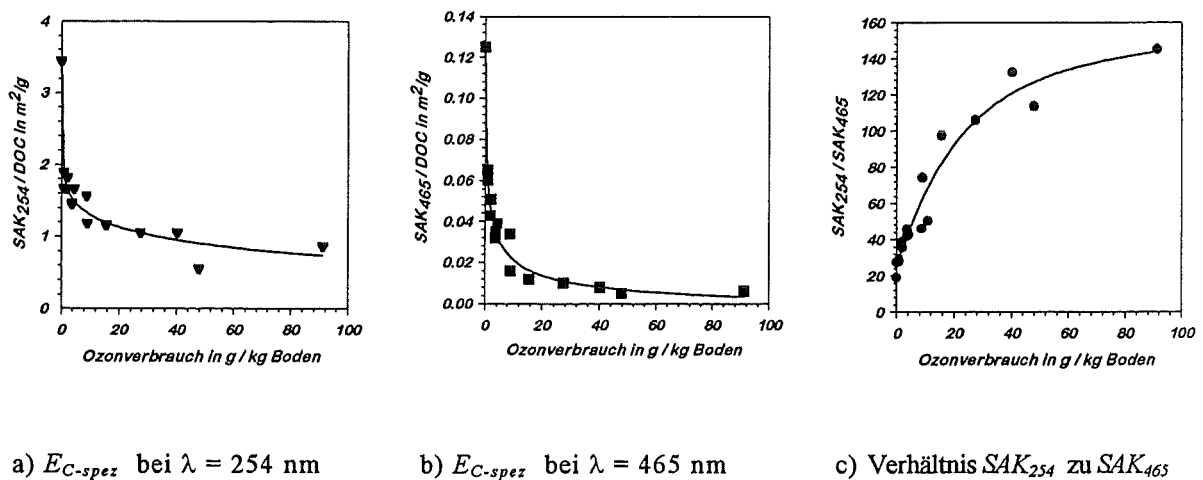 SAK254 / DOC in m²/g
4
3
2
1
0
0 20 40 60 80 100
Ozonverbrauch in g / kg Boden
SAK465 / DOC in m²/g
0.14
0.12
0.10
0.08
0.06
0.04
0.02
0.00
0 20 40 60 80 100
Ozonverbrauch in g / kg Boden
SAK254 / SAK465
160
140
120
100
80
60
40
20
0
0 20 40 60 80 100
Ozonverbrauch in g / kg Boden
a) EC-spez bei λ = 254 nm
b) EC-spez bei λ = 465 nm
c) Verhältnis SAK254 zu SAK465